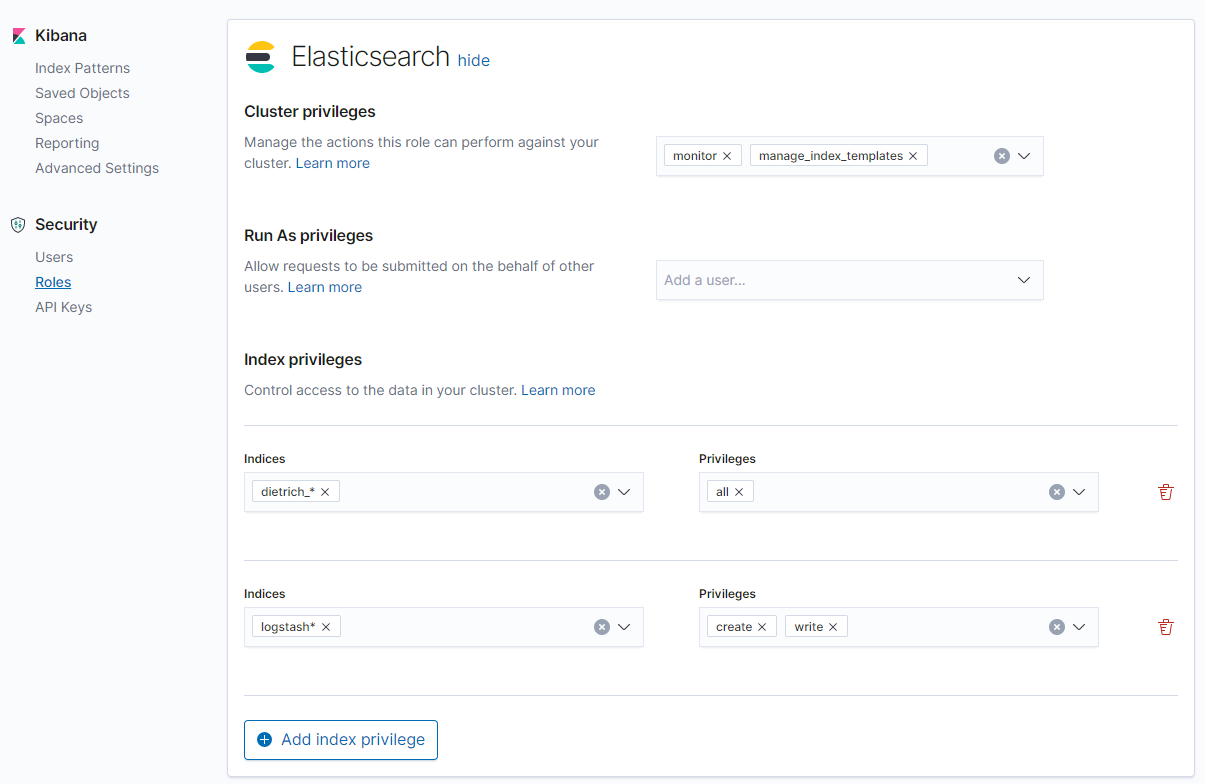 Kibana
Index Patterns
Saved Objects
Spaces
Reporting
Advanced Settings
Security
Users
Roles
API Keys
Elasticsearch hide
Cluster privileges
Manage the actions this role can perform against your
cluster. Learn more
monitor × manage_index_templates ×
Run As privileges
Allow requests to be submitted on the behalf of other
users. Learn more
Add a user...
Index privileges
Control access to the data in your cluster. Learn more
Indices Privileges
dietrich_* × all ×
Indices Privileges
logstash* × create × write ×
Add index privilege